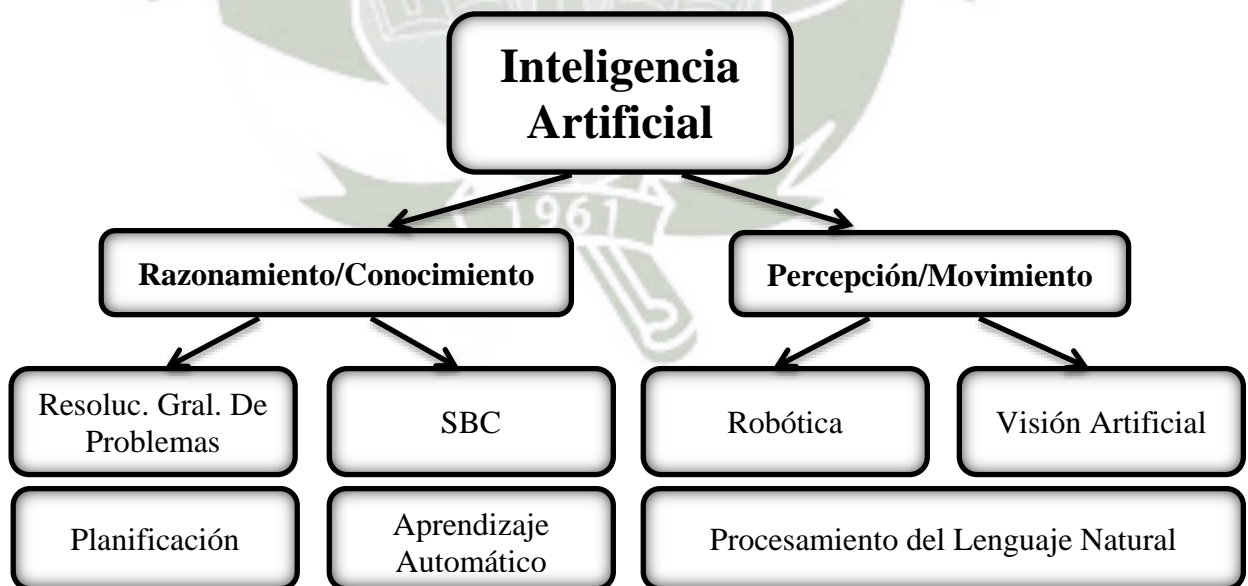 Inteligencia
Artificial
1961
Razonamiento/Conocimiento
Percepción/Movimiento
Resoluc. Gral. De
Problemas
SBC
Robótica
Visión Artificial
Planificación
Aprendizaje
Automático
Procesamiento del Lenguaje Natural